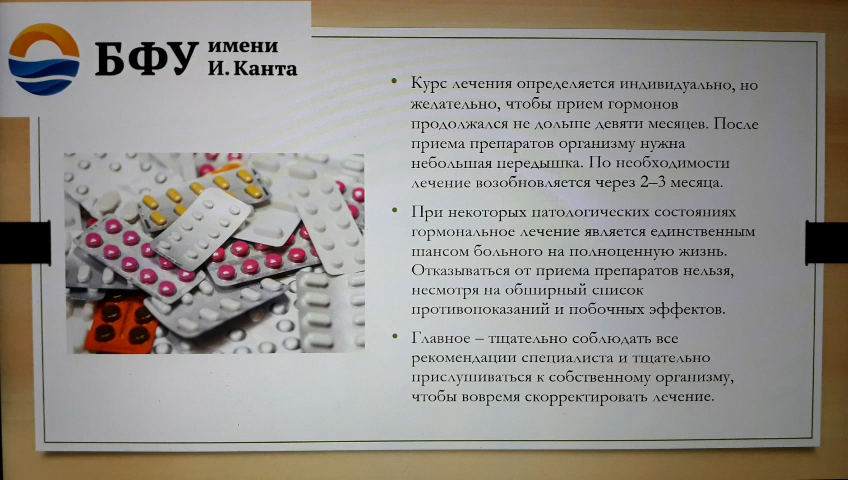 БФУ имени
И. Канта
Курс лечения определяется индивидуально, но
желательно, чтобы прием гормонов
продолжался не дольше девяти месяцев. После
приема препаратов организму нужна
небольшая передышка. По необходимости
лечение возобновляется через 2–3 месяца.
При некоторых патологических состояниях
гормональное лечение является единственным
шансом больного на полноценную жизнь.
Отказываться от приема препаратов нельзя,
несмотря на обширный список
противопоказаний и побочных эффектов.
Главное – тщательно соблюдать все
рекомендации специалиста и тщательно
прислушиваться к собственному организму,
чтобы вовремя скорректировать лечение.